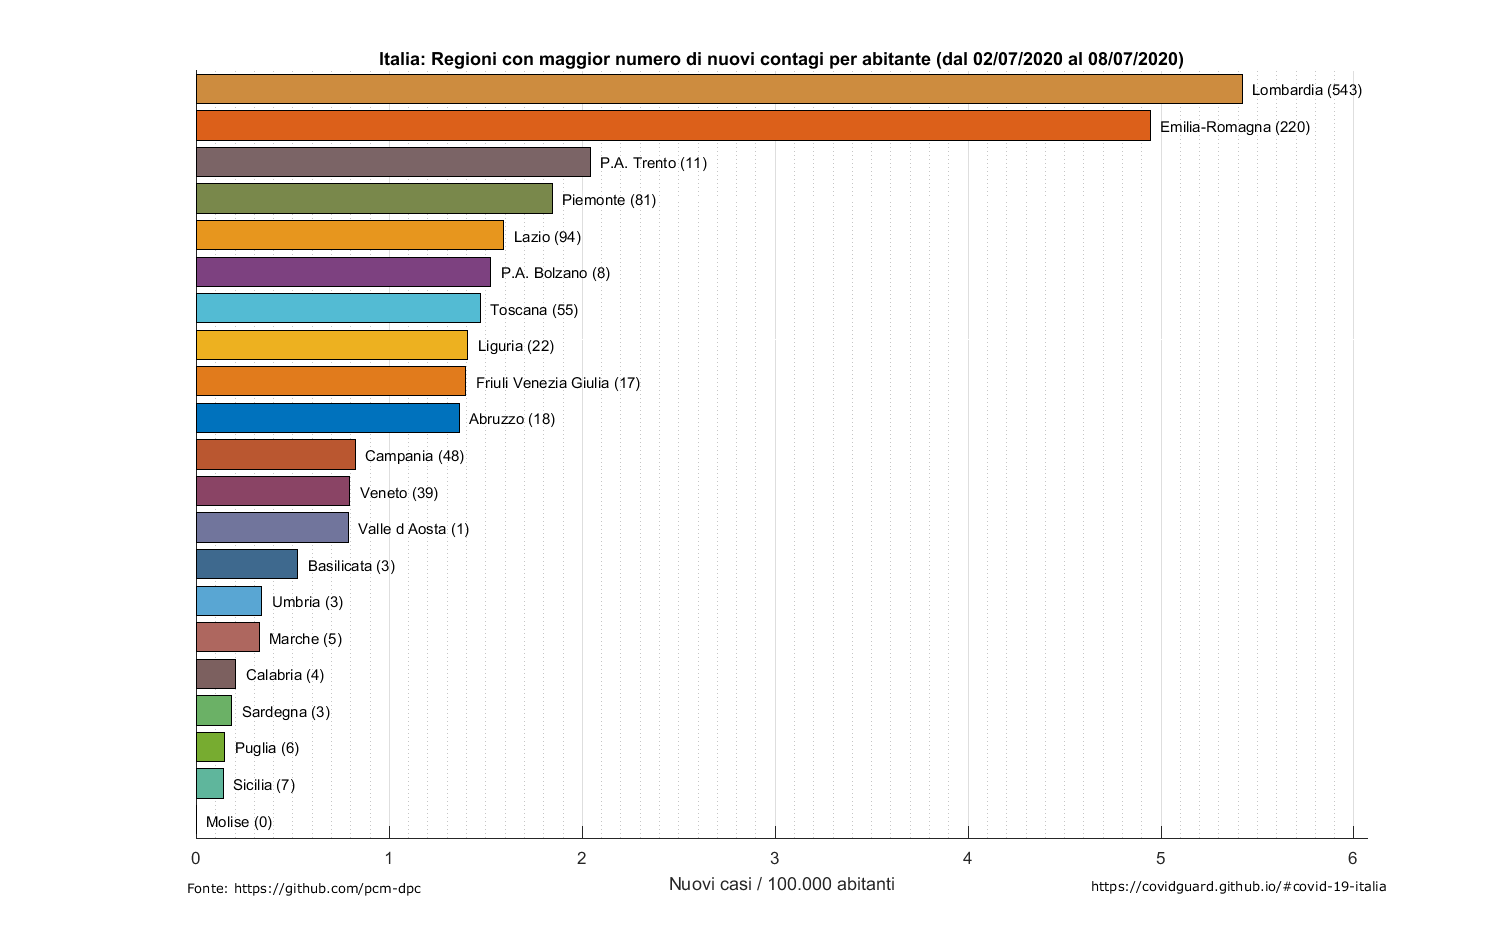 Italia: Regioni con maggior numero di nuovi contagi per abitante (dal 02/07/2020 al 08/07/2020)
Lombardia (543)
Emilia-Romagna (220)
P.A. Trento (11)
Piemonte (81)
Lazio (94)
P.A. Bolzano (8)
Toscana (55)
Liguria (22)
Friuli Venezia Giulia (17)
Abruzzo (18)
Campania (48)
Veneto (39)
Valle d Aosta (1)
Basilicata (3)
Umbria (3)
Marche (5)
Calabria (4)
Sardegna (3)
Puglia (6)
Sicilia (7)
Molise (0)
0 1 2 3 4 5 6
Nuovi casi / 100.000 abitanti
Fonte: https://github.com/pcm-dpc
https://covidguard.github.io/#covid-19-italia